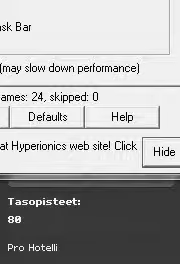 sk Bar
(may slow down performance)
ames: 24, skipped: 0
Defaults
Help
at Hyperionics web site! Click
Hide
Tasopisteet:
80
Pro Hotelli